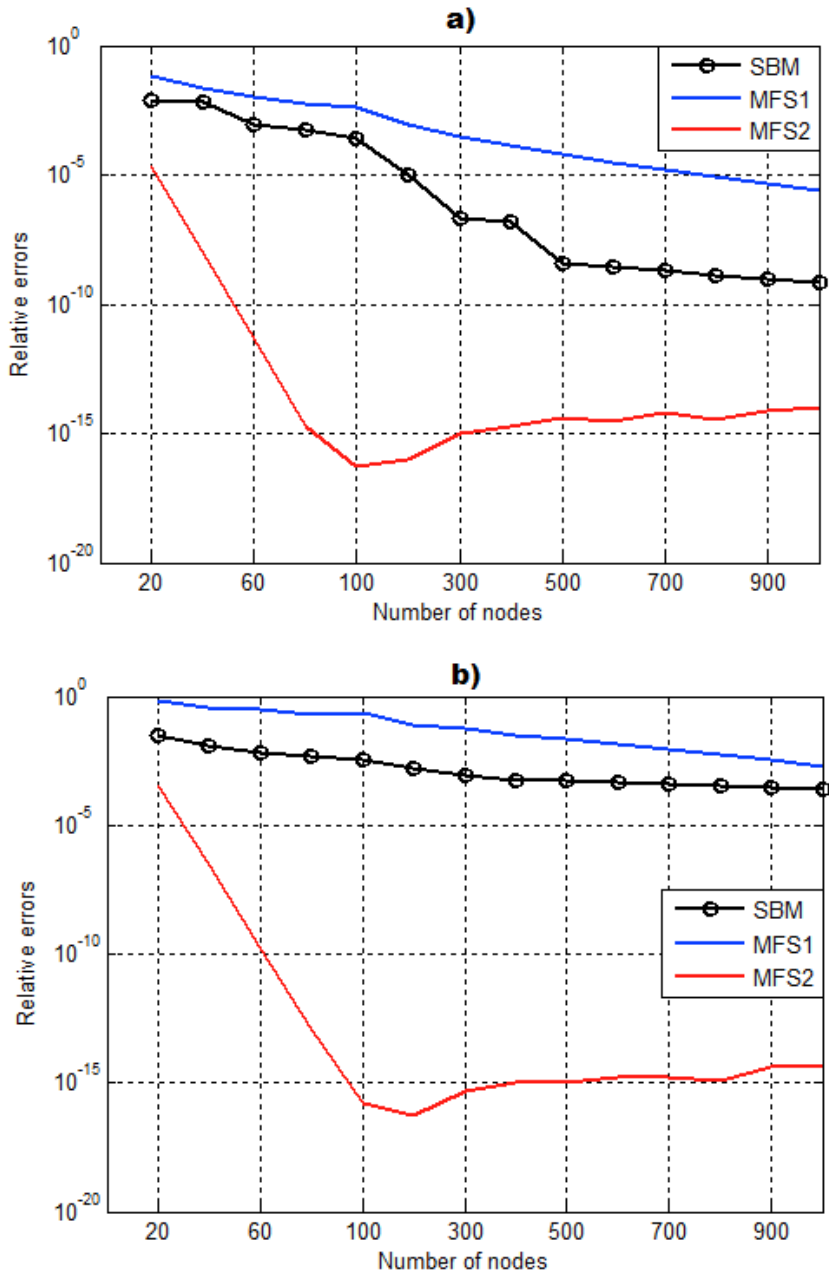 a)
10^0
10^-5
10^-10
10^-15
10^-20
Relative errors
SBM
MFS1
MFS2
20 60 100 300 500 700 900
Number of nodes
b)
10^0
10^-5
10^-10
10^-15
10^-20
Relative errors
SBM
MFS1
MFS2
20 60 100 300 500 700 900
Number of nodes